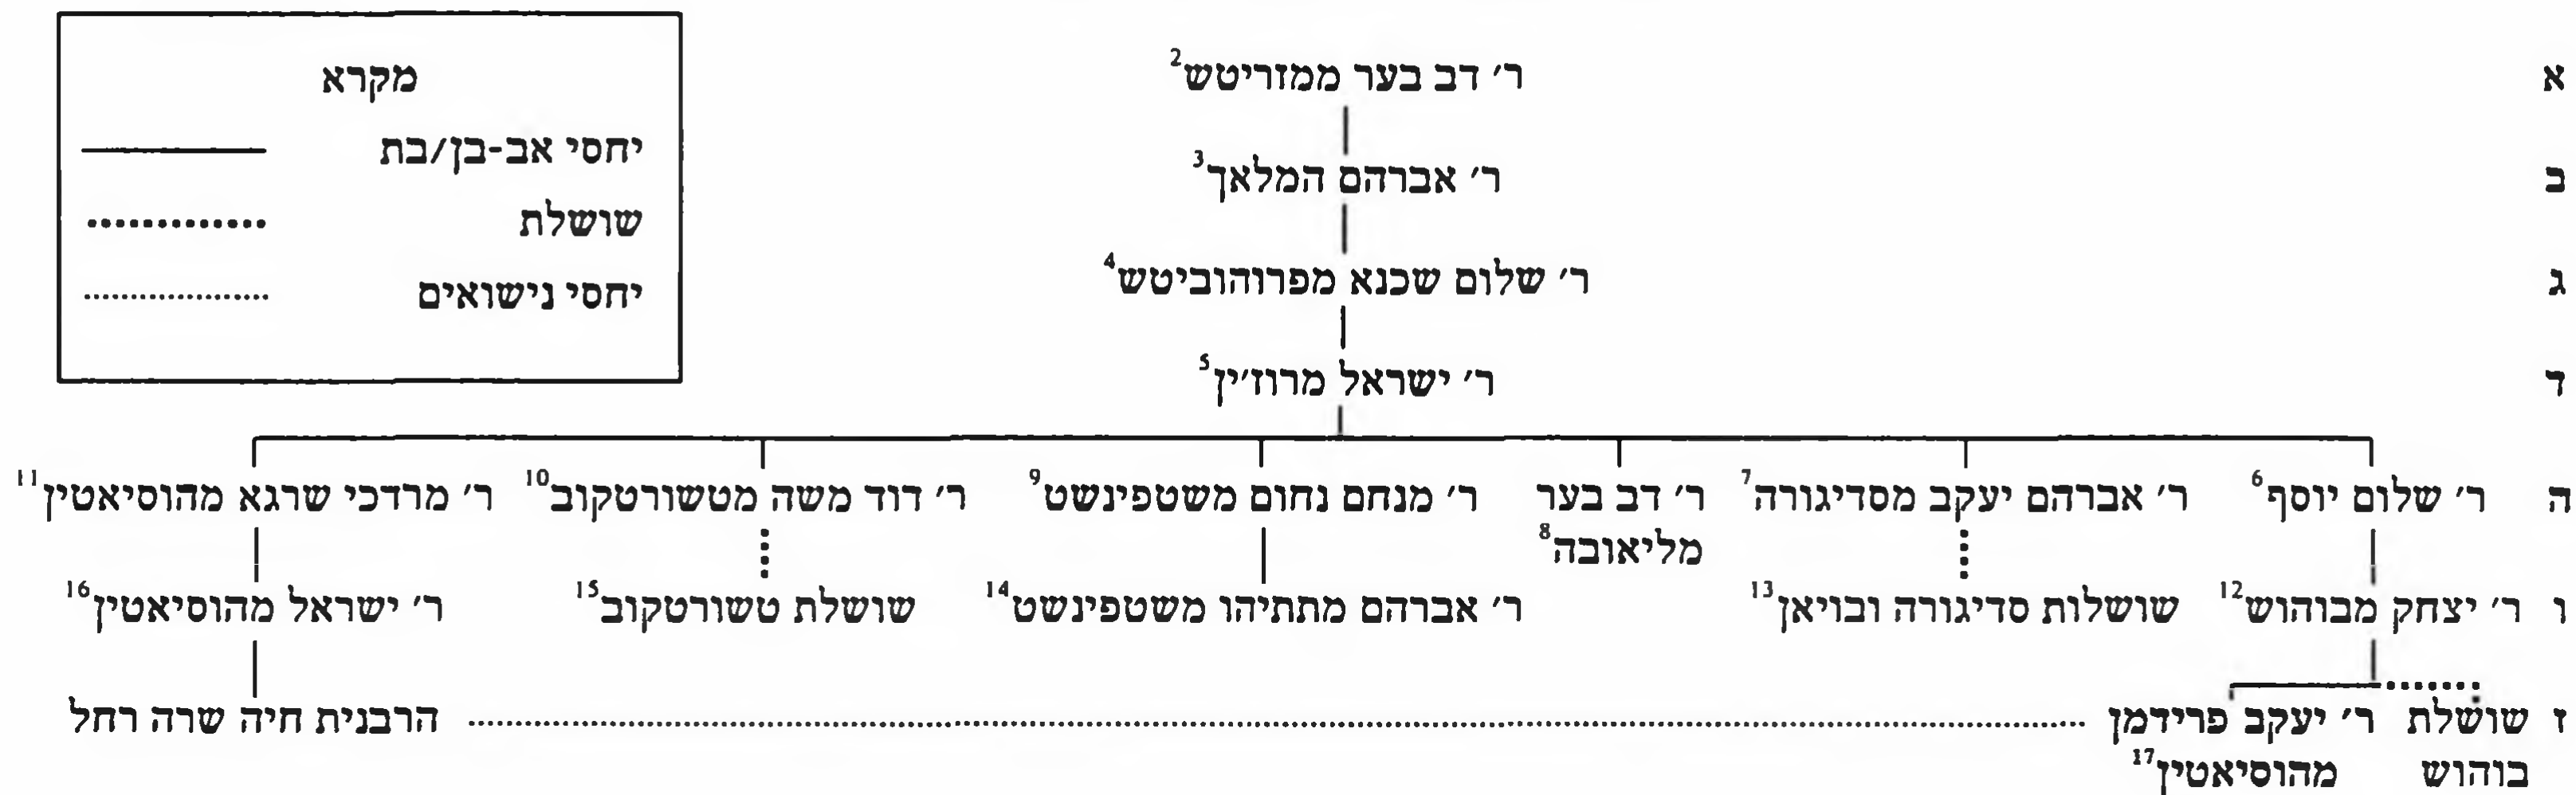 מקרא
יחסי אב-בן/בת
שושלת
יחסי נישואים
א ר׳ דב בער ממזריטש2
ב ר׳ אברהם המלאך3
ג ר׳ שלום שכנא מפרוהוביטש4
ד ר׳ ישראל מרוז׳ין5
ה ר׳ שלום יוסף6 ר׳ אברהם יעקב מסדיגורה7 ר׳ דב בער ר׳ מנחם נחום משטפינשט9 ר׳ דוד משה מטשורטקוב10 ר׳ מרדכי שרגא מהוסיאטין11
מליאובה8
ו ר׳ יצחק מבוהוש12 שושלות סדיגורה ובויאן13 ר׳ אברהם מתתיהו משטפינשט14 שושלת טשורטקוב15 ר׳ ישראל מהוסיאטין16
ז שושלת ר׳ יעקב פרידמן הרבנית חיה שרה רחל
בוהוש מהוסיאטין17